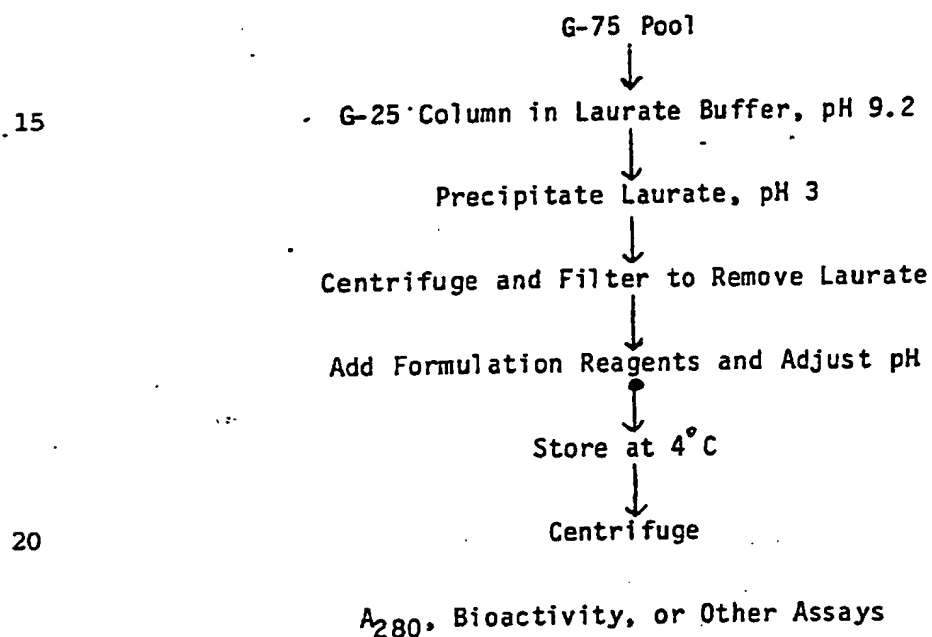 G-75 Pool
15
G-25 Column in Laurate Buffer, pH 9.2
Precipitate Laurate, pH 3
Centrifuge and Filter to Remove Laurate
Add Formulation Reagents and Adjust pH
Store at 4°C
20
Centrifuge
A280, Bioactivity, or Other Assays